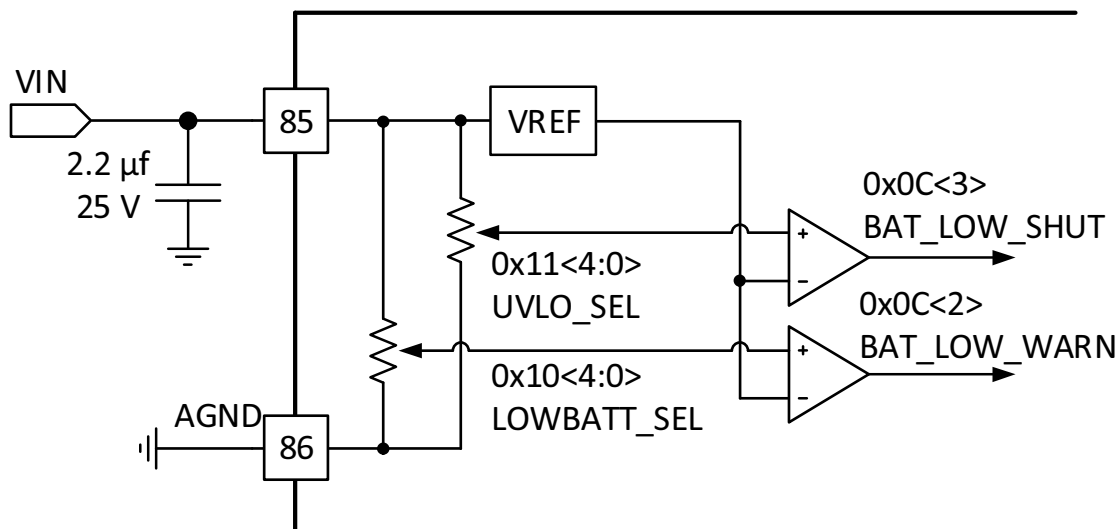 VIN
85
VREF
2.2 µf
25 V
0x0C<3>
BAT_LOW_SHUT
+
-
0x11<4:0>
UVLO_SEL
0x0C<2>
BAT_LOW_WARN
+
-
0x10<4:0>
LOWBATT_SEL
AGND
86